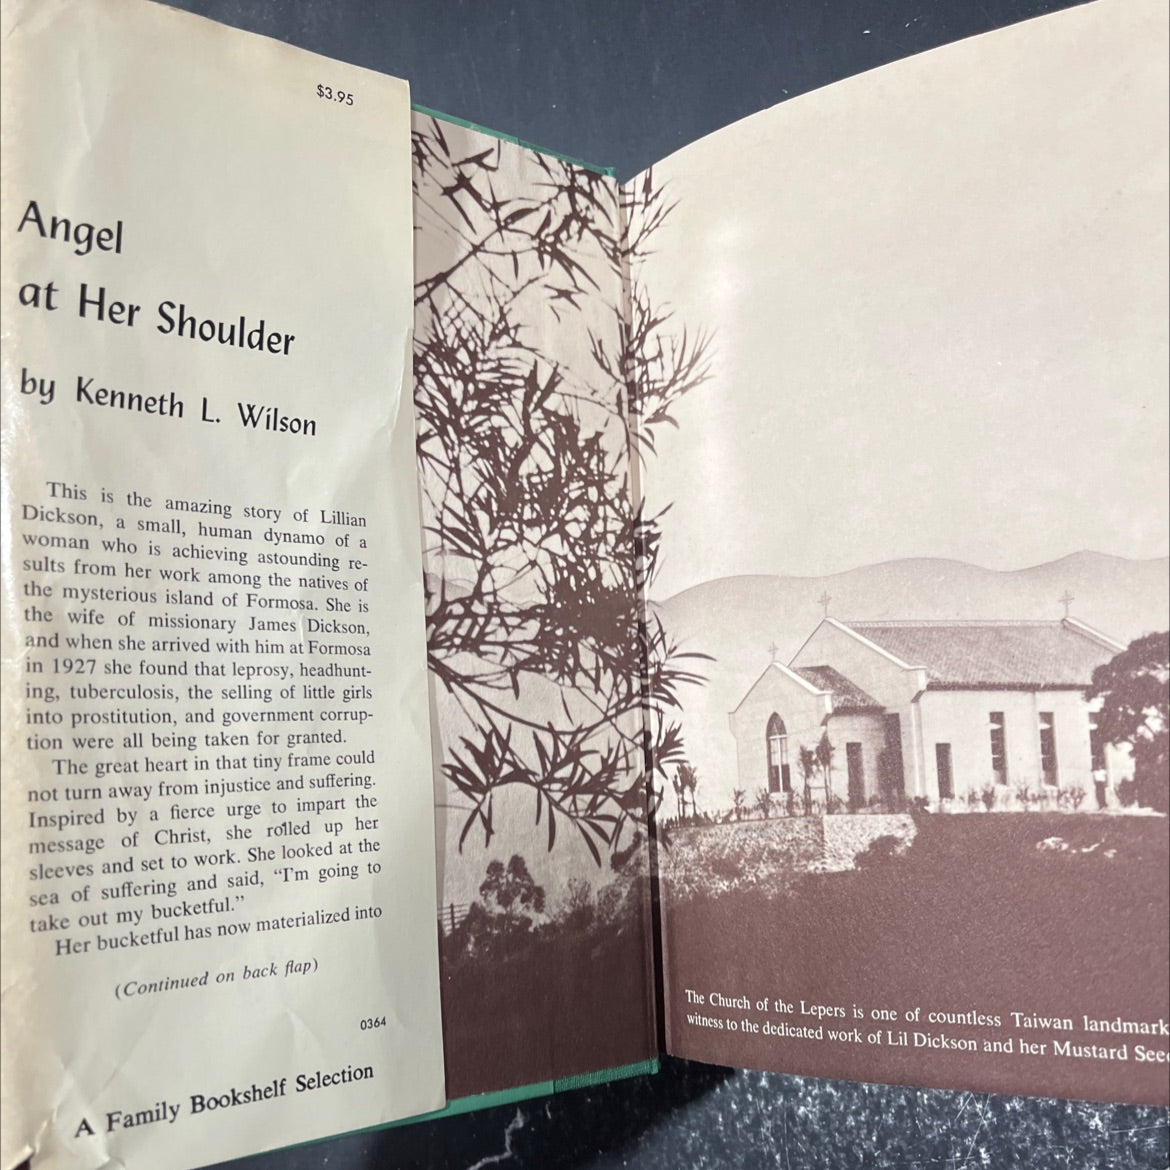 $3.95
Angel
at Her Shoulder
by Kenneth L. Wilson
This is the amazing story of Lillian
Dickson, a small, human dynamo of a
woman who is achieving astounding re-
sults from her work among the natives of
the mysterious island of Formosa. She is
the wife of missionary James Dickson,
and when she arrived with him at Formosa
in 1927 she found that leprosy, headhunt-
ing, tuberculosis, the selling of little girls
into prostitution, and government corrup-
tion were all being taken for granted.
The great heart in that tiny frame could
not turn away from injustice and suffering.
Inspired by a fierce urge to impart the
message of Christ, she rolled up her
sleeves and set to work. She looked at the
sea of suffering and said, “I’m going to
take out my bucketful.”
Her bucketful has now materialized into
(Continued on back flap)
0364
A Family Bookshelf Selection
The Church of the Lepers is one of countless Taiwan landmark
witness to the dedicated work of Lil Dickson and her Mustard See